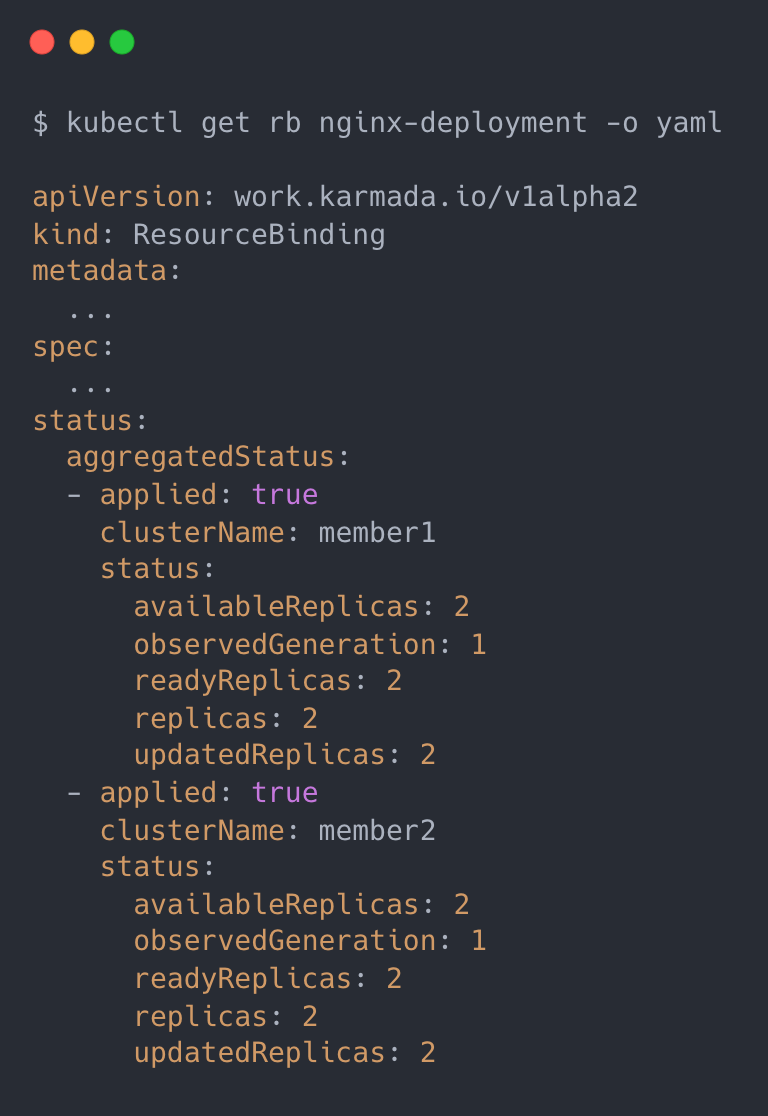 $ kubectl get rb nginx-deployment -o yaml

apiVersion: work.karmada.io/v1alpha2
kind: ResourceBinding
metadata:
  ...
spec:
  ...
status:
  aggregatedStatus:
  - applied: true
    clusterName: member1
    status:
      availableReplicas: 2
      observedGeneration: 1
      readyReplicas: 2
      replicas: 2
      updatedReplicas: 2
  - applied: true
    clusterName: member2
    status:
      availableReplicas: 2
      observedGeneration: 1
      readyReplicas: 2
      replicas: 2
      updatedReplicas: 2